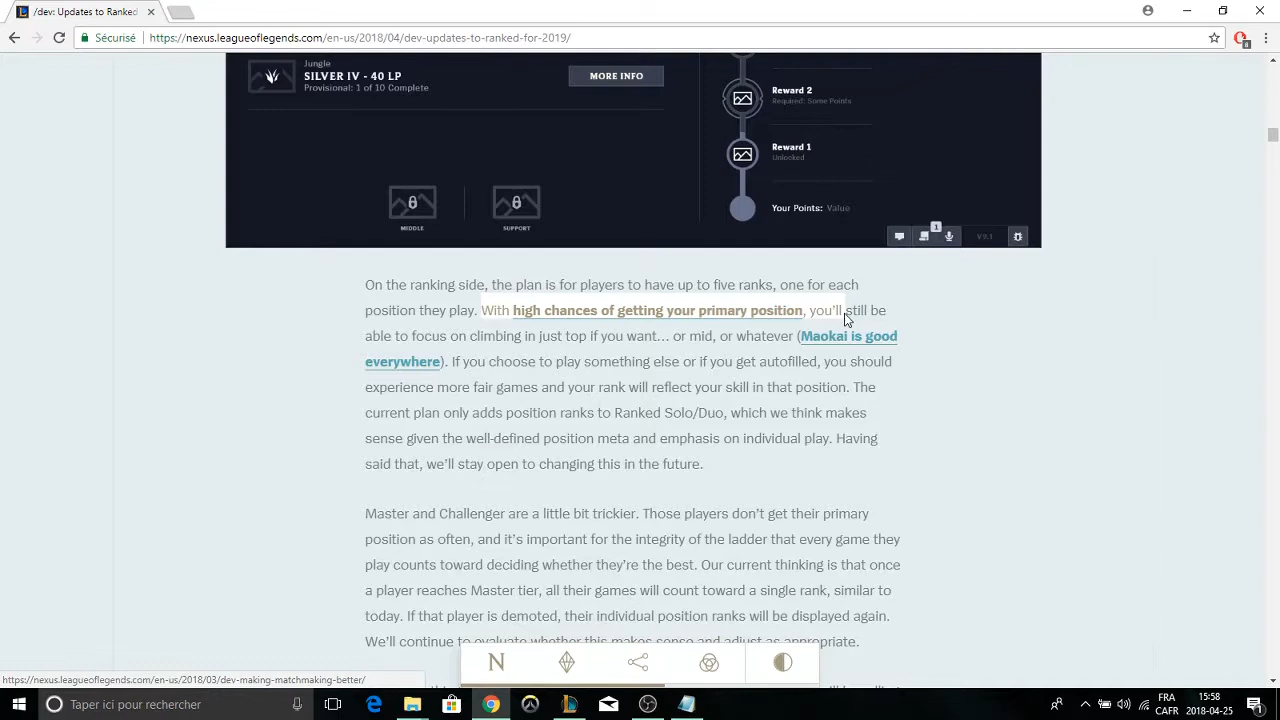 /dev: Updates to Ranked
Sécurisé
https://nexus.leagueoflegends.com/en-us/2018/04/dev-updates-to-ranked-for-2019/
Jungle
SILVER IV - 40 LP
Provisional: 1 of 10 Complete
MORE INFO
Reward 2
Required: Some Points
Reward 1
Unlocked
Your Points: Value
MIDDLE
SUPPORT
1
V9.1
On the ranking side, the plan is for players to have up to five ranks, one for each
position they play. With high chances of getting your primary position, you'll still be
able to focus on climbing in just top if you want… or mid, or whatever (Maokai is good
everywhere). If you choose to play something else or if you get autofilled, you should
experience more fair games and your rank will reflect your skill in that position. The
current plan only adds position ranks to Ranked Solo/Duo, which we think makes
sense given the well-defined position meta and emphasis on individual play. Having
said that, we'll stay open to changing this in the future.
Master and Challenger are a little bit trickier. Those players don't get their primary
position as often, and it's important for the integrity of the ladder that every game they
play counts toward deciding whether they're the best. Our current thinking is that once
a player reaches Master tier, all their games will count toward a single rank, similar to
today. If that player is demoted, their individual position ranks will be displayed again.
We'll continue to evaluate whether this makes sense and adjust as appropriate.
N
https://nexus.leagueoflegends.com/en-us/2018/03/dev-making-matchmaking-better/
Taper ici pour rechercher
FRA
CAFR
15:58
2018-04-25